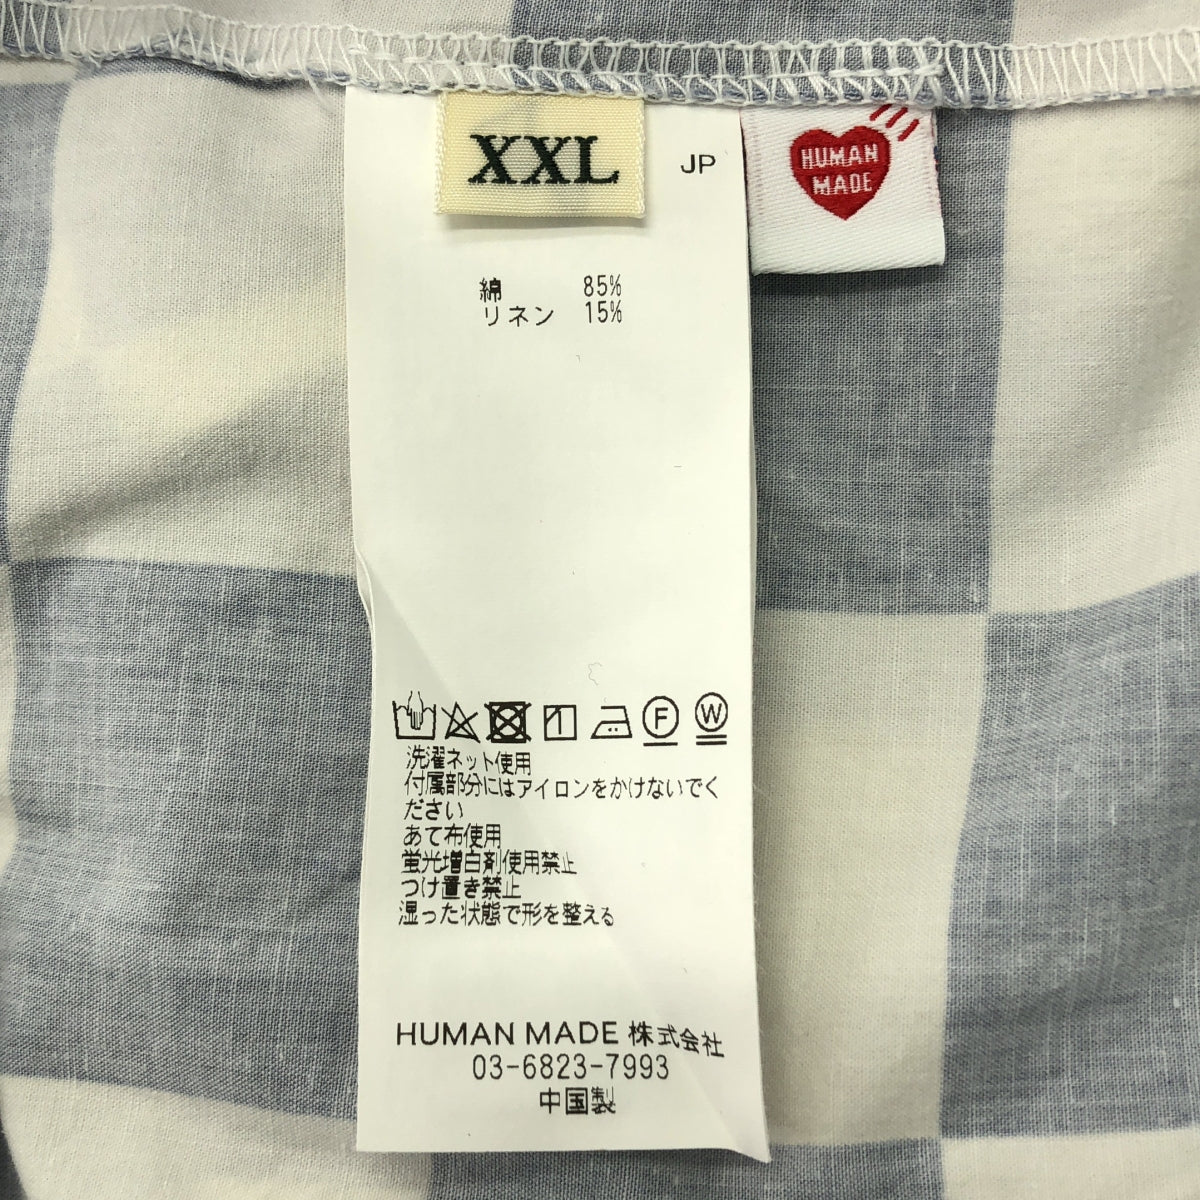 XXL
JP
HUMAN
MADE
綿 85%
リネン 15%
F
W
洗濯ネット使用
付属部分にはアイロンをかけないでく
ださい
あて布使用
蛍光増白剤使用禁止
つけ置き禁止
湿った状態で形を整える
HUMAN MADE 株式会社
03-6823-7993
中国製